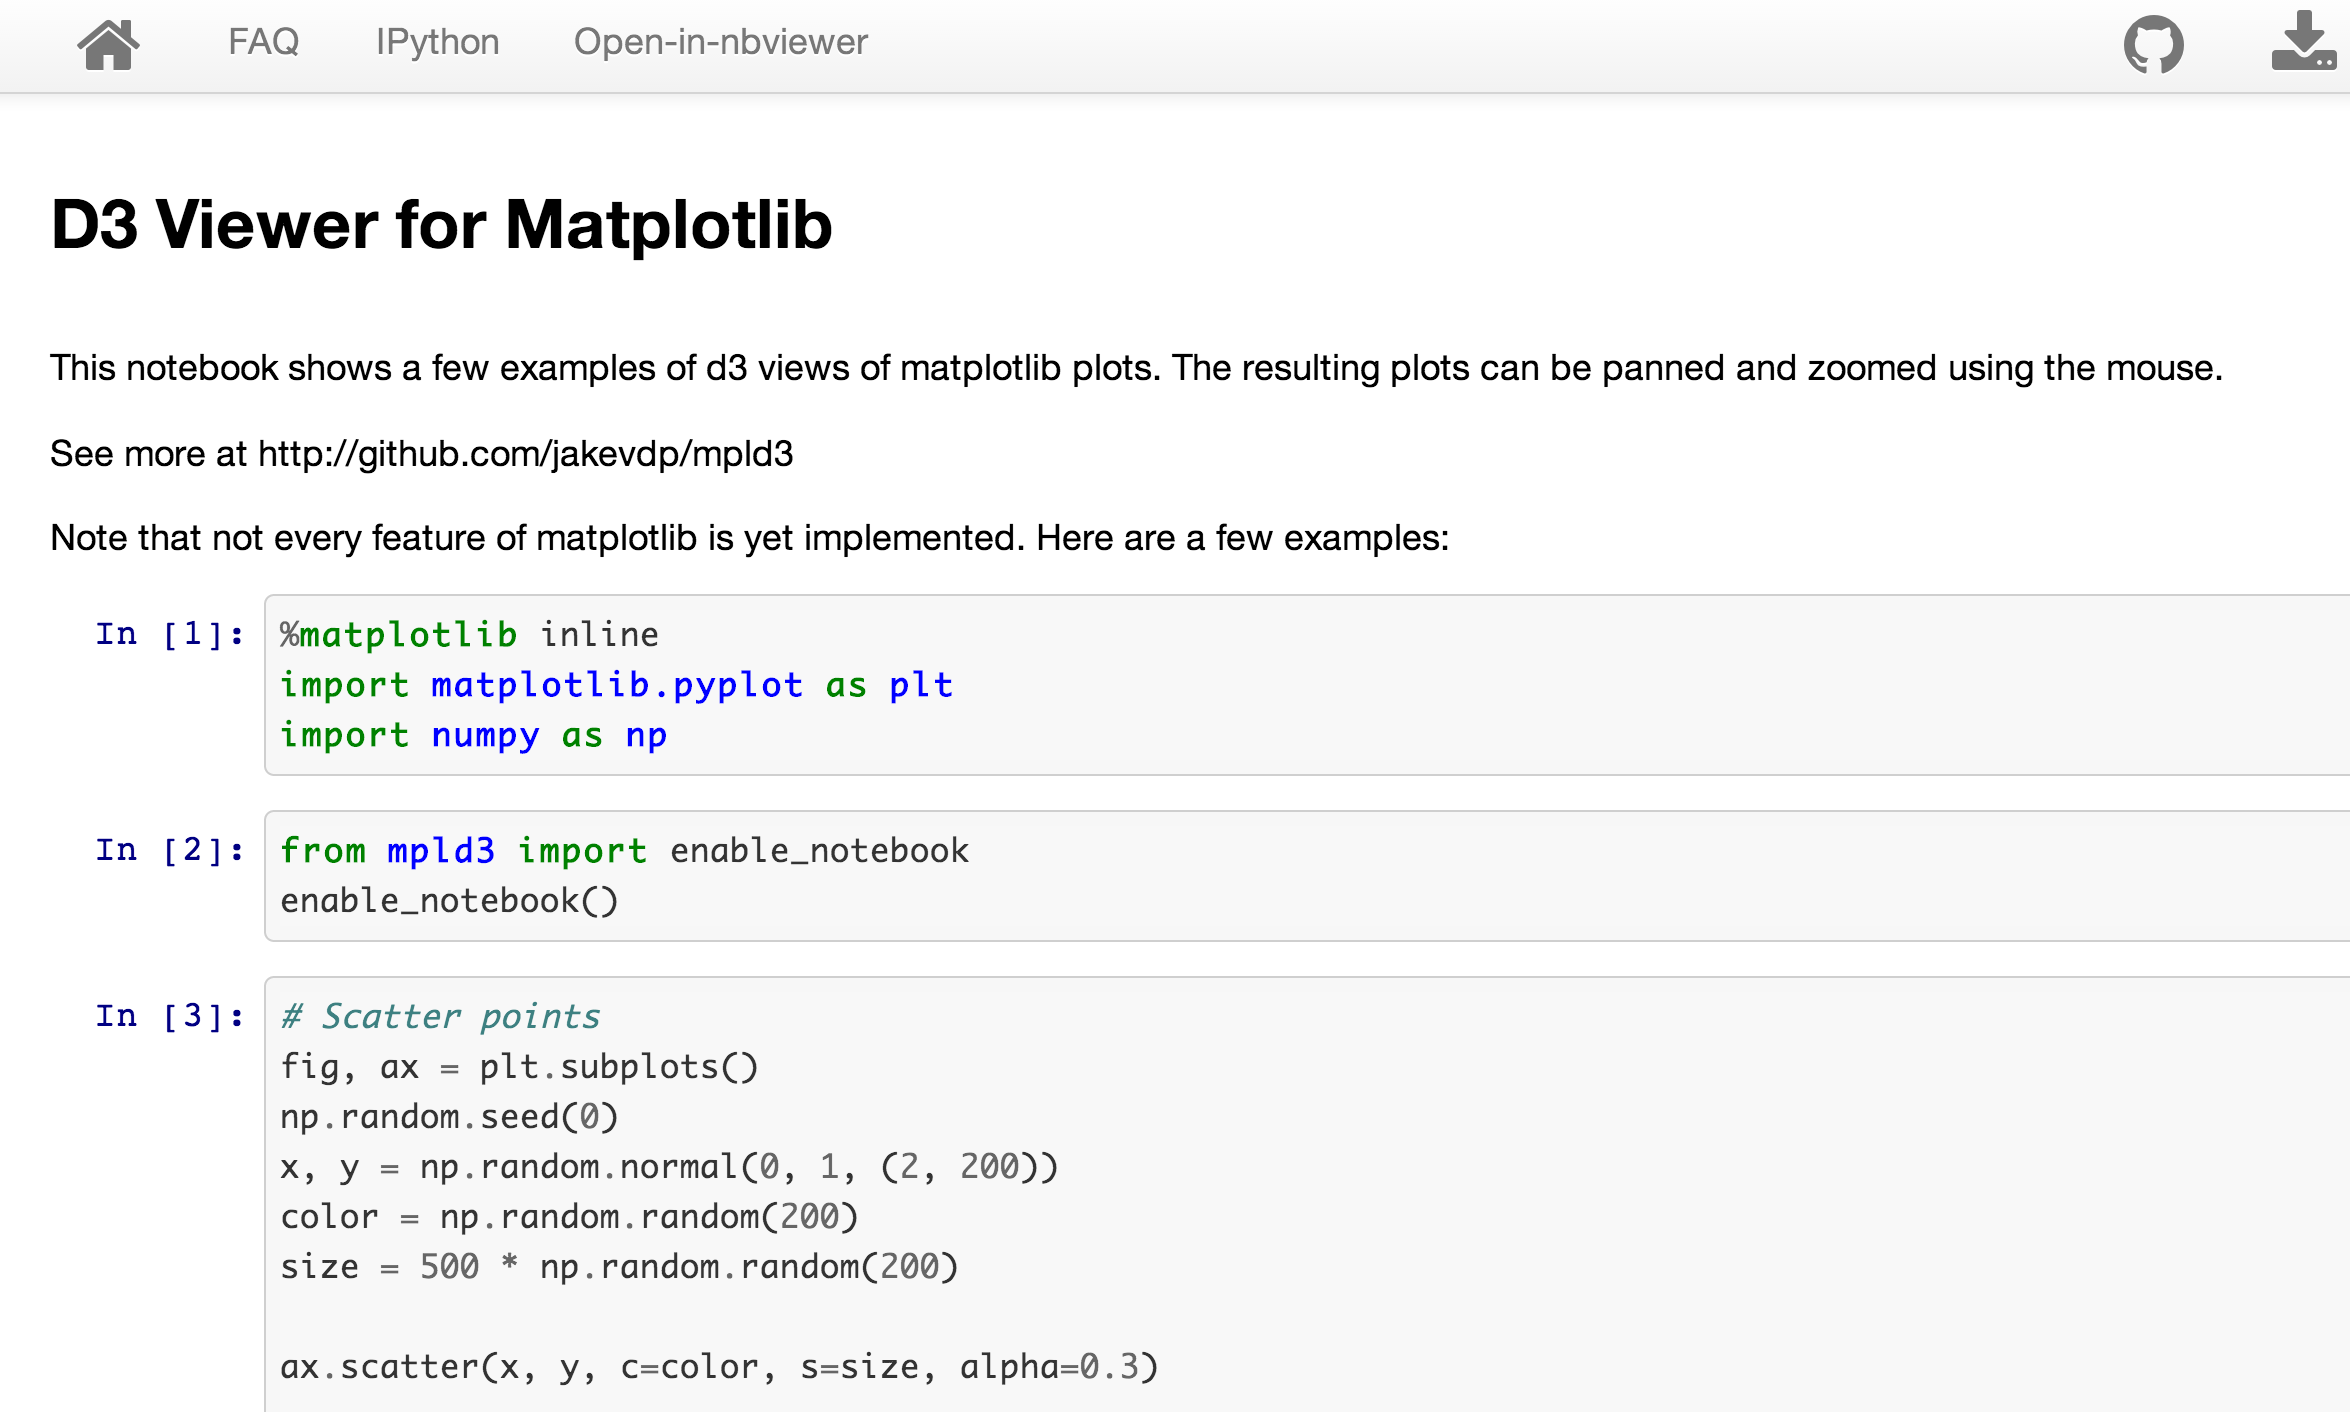 FAQ IPython Open-in-nbviewer
D3 Viewer for Matplotlib
This notebook shows a few examples of d3 views of matplotlib plots. The resulting plots can be panned and zoomed using the mouse.
See more at http://github.com/jakevdp/mpld3
Note that not every feature of matplotlib is yet implemented. Here are a few examples:
In [1]: %matplotlib inline
import matplotlib.pyplot as plt
import numpy as np
In [2]: from mpld3 import enable_notebook
enable_notebook()
In [3]: # Scatter points
fig, ax = plt.subplots()
np.random.seed(0)
x, y = np.random.normal(0, 1, (2, 200))
color = np.random.random(200)
size = 500 * np.random.random(200)
ax.scatter(x, y, c=color, s=size, alpha=0.3)